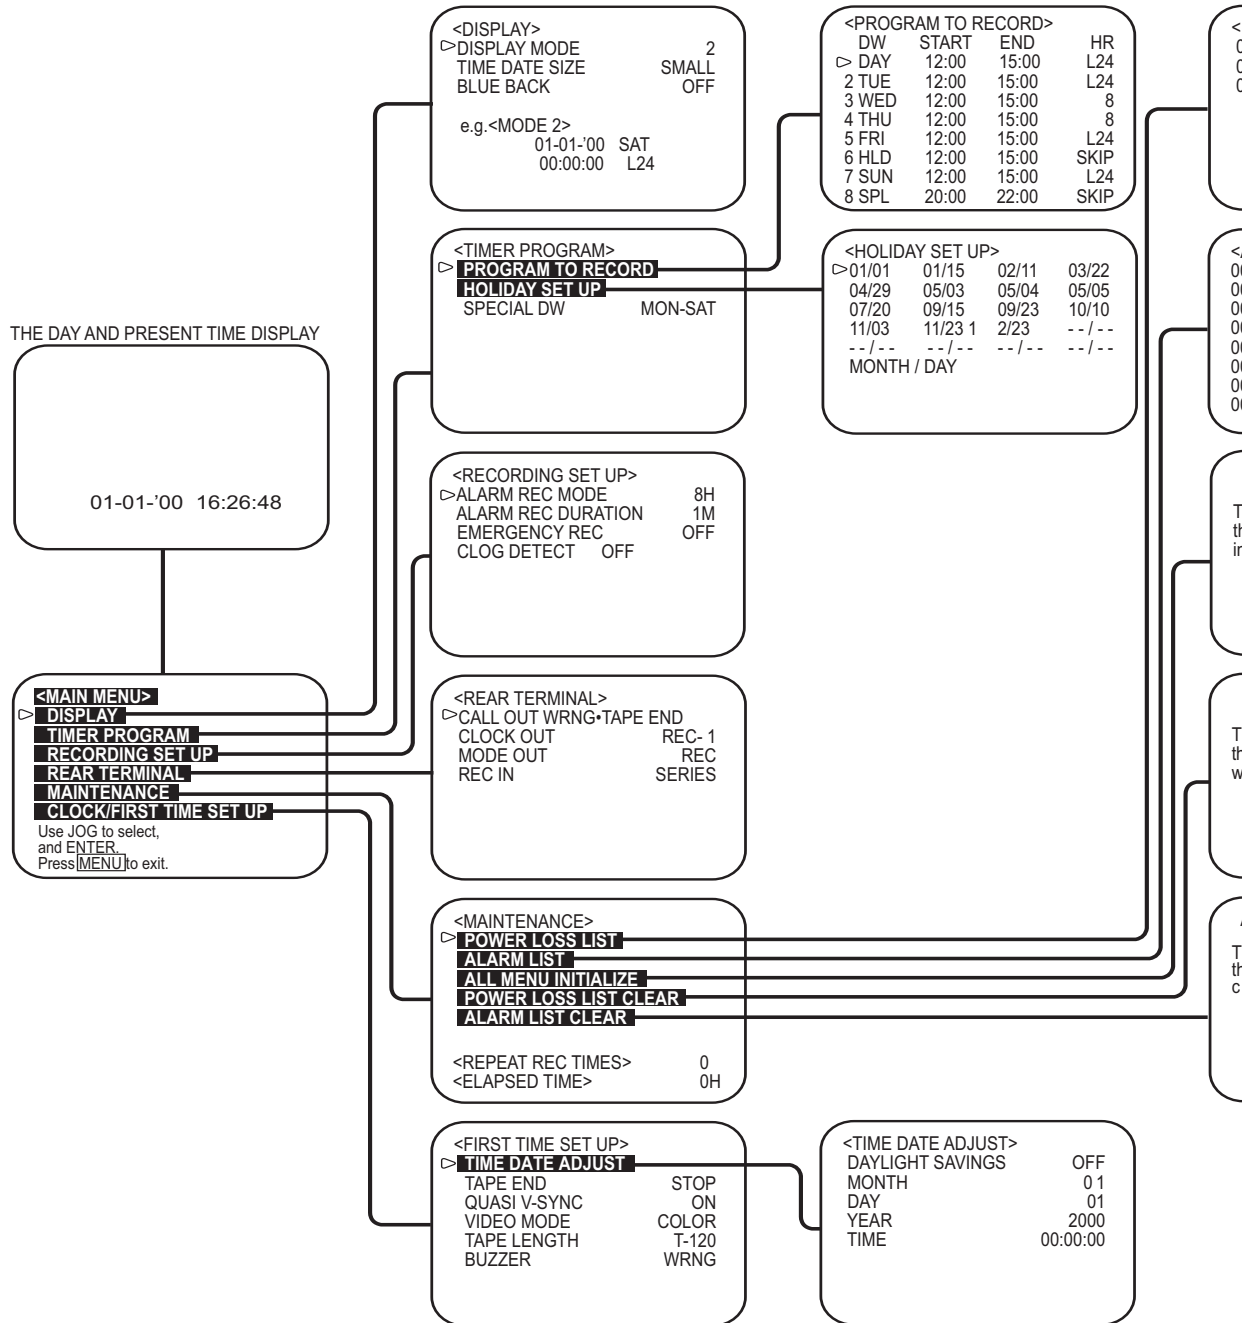 <DISPLAY>
▷DISPLAY MODE 2
TIME DATE SIZE SMALL
BLUE BACK OFF
e.g.<MODE 2>
01-01-'00 SAT
00:00:00 L24
<PROGRAM TO RECORD>
DW START END HR
▷ DAY 12:00 15:00 L24
2 TUE 12:00 15:00 L24
3 WED 12:00 15:00 8
4 THU 12:00 15:00 8
5 FRI 12:00 15:00 L24
6 HLD 12:00 15:00 SKIP
7 SUN 12:00 15:00 L24
8 SPL 20:00 22:00 SKIP
<TIMER PROGRAM>
▷ PROGRAM TO RECORD
HOLIDAY SET UP
SPECIAL DW MON-SAT
<HOLIDAY SET UP>
▷01/01 01/15 02/11 03/22
04/29 05/03 05/04 05/05
07/20 09/15 09/23 10/10
11/03 11/23 1 2/23 - - / - -
- - / - - - - / - - - - / - - - - / - -
MONTH / DAY
THE DAY AND PRESENT TIME DISPLAY
01-01-’00 16:26:48
<RECORDING SET UP>
▷ALARM REC MODE 8H
ALARM REC DURATION 1M
EMERGENCY REC OFF
CLOG DETECT OFF
<MAIN MENU>
▷ DISPLAY
TIMER PROGRAM
RECORDING SET UP
REAR TERMINAL
MAINTENANCE
CLOCK/FIRST TIME SET UP
Use JOG to select,
and ENTER.
Press MENU to exit.
<REAR TERMINAL>
▷CALL OUT WRNG•TAPE END
CLOCK OUT REC- 1
MODE OUT REC
REC IN SERIES
<MAINTENANCE>
▷ POWER LOSS LIST
ALARM LIST
ALL MENU INITIALIZE
POWER LOSS LIST CLEAR
ALARM LIST CLEAR
<REPEAT REC TIMES> 0
<ELAPSED TIME> 0H
<FIRST TIME SET UP>
▷ TIME DATE ADJUST
TAPE END STOP
QUASI V-SYNC ON
VIDEO MODE COLOR
TAPE LENGTH T-120
BUZZER WRNG
<TIME DATE ADJUST>
DAYLIGHT SAVINGS OFF
MONTH 0 1
DAY 01
YEAR 2000
TIME 00:00:00